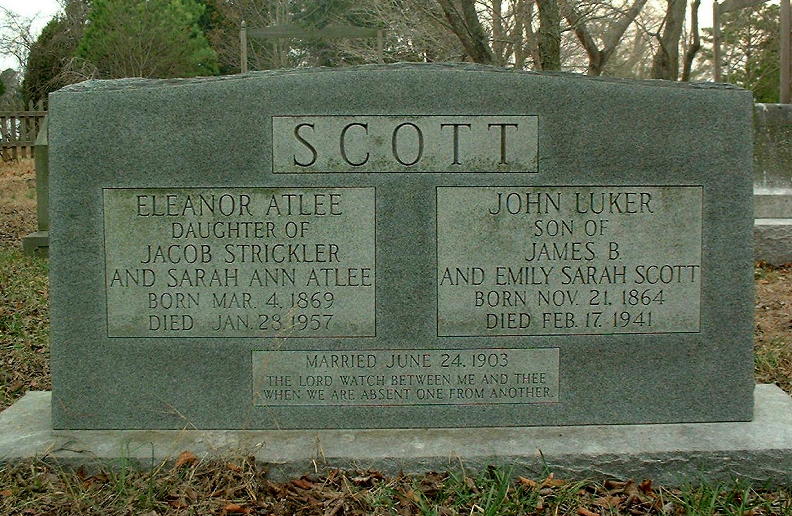 SCOTT
ELEANOR ATLEE
DAUGHTER OF
JACOB STRICKLER
AND SARAH ANN ATLEE
BORN MAR. 4, 1869
DIED JAN. 28, 1957
JOHN LUKER
SON OF
JAMES B.
AND EMILY SARAH SCOTT
BORN NOV. 21, 1864
DIED FEB. 17, 1941
MARRIED JUNE 24, 1903
THE LORD WATCH BETWEEN ME AND THEE
WHEN WE ARE ABSENT ONE FROM ANOTHER.